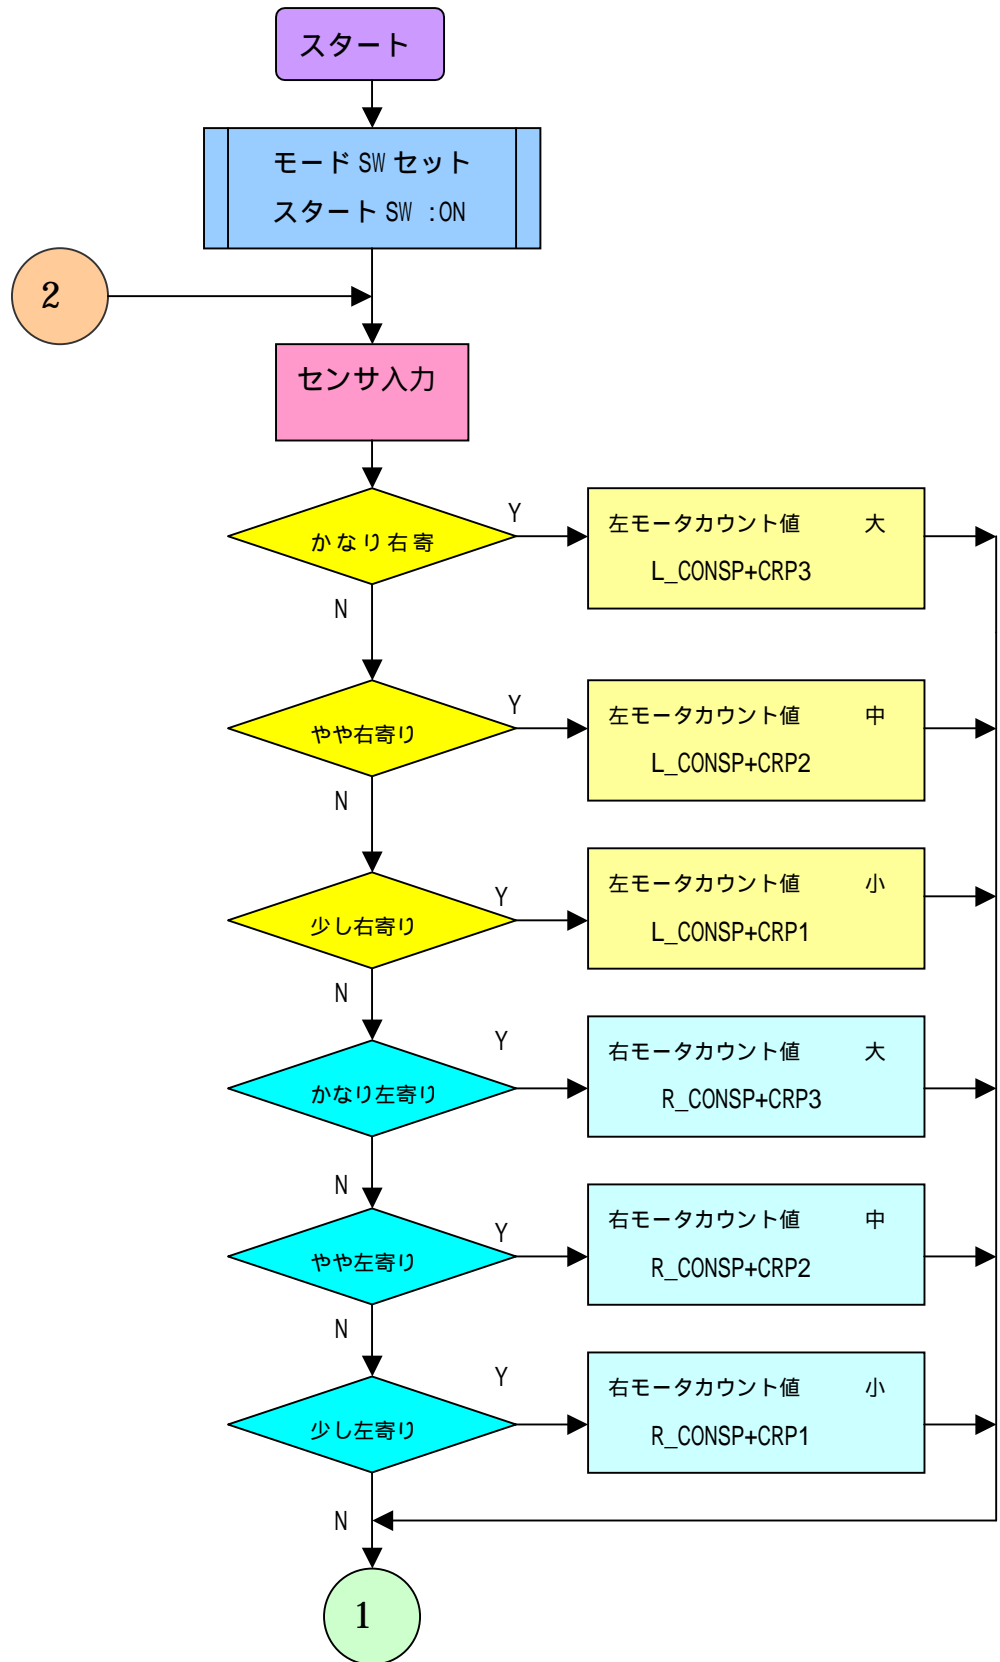 スタート
モード SW セット
スタート SW :ON
2
センサ入力
かなり右寄
Y
左モータカウント値 大
L_CONSP+CRP3
N
やや右寄り
Y
左モータカウント値 中
L_CONSP+CRP2
N
少し右寄り
Y
左モータカウント値 小
L_CONSP+CRP1
N
かなり左寄り
Y
右モータカウント値 大
R_CONSP+CRP3
N
やや左寄り
Y
右モータカウント値 中
R_CONSP+CRP2
N
少し左寄り
Y
右モータカウント値 小
R_CONSP+CRP1
N
1